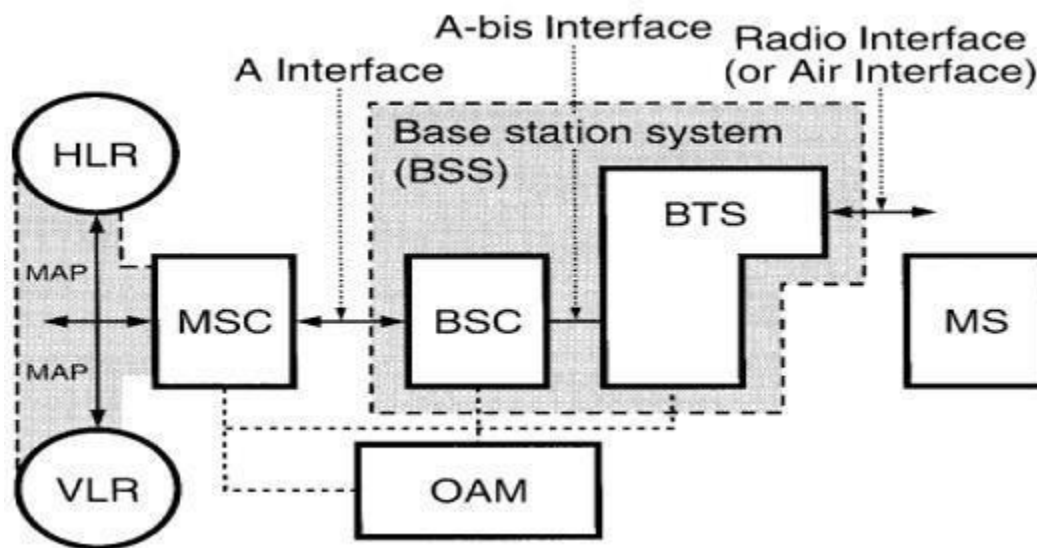 A-bis Interface
Radio Interface
(or Air Interface)
A Interface
Base station system
(BSS)
HLR
BTS
MAP
MSC
BSC
MS
MAP
VLR
OAM